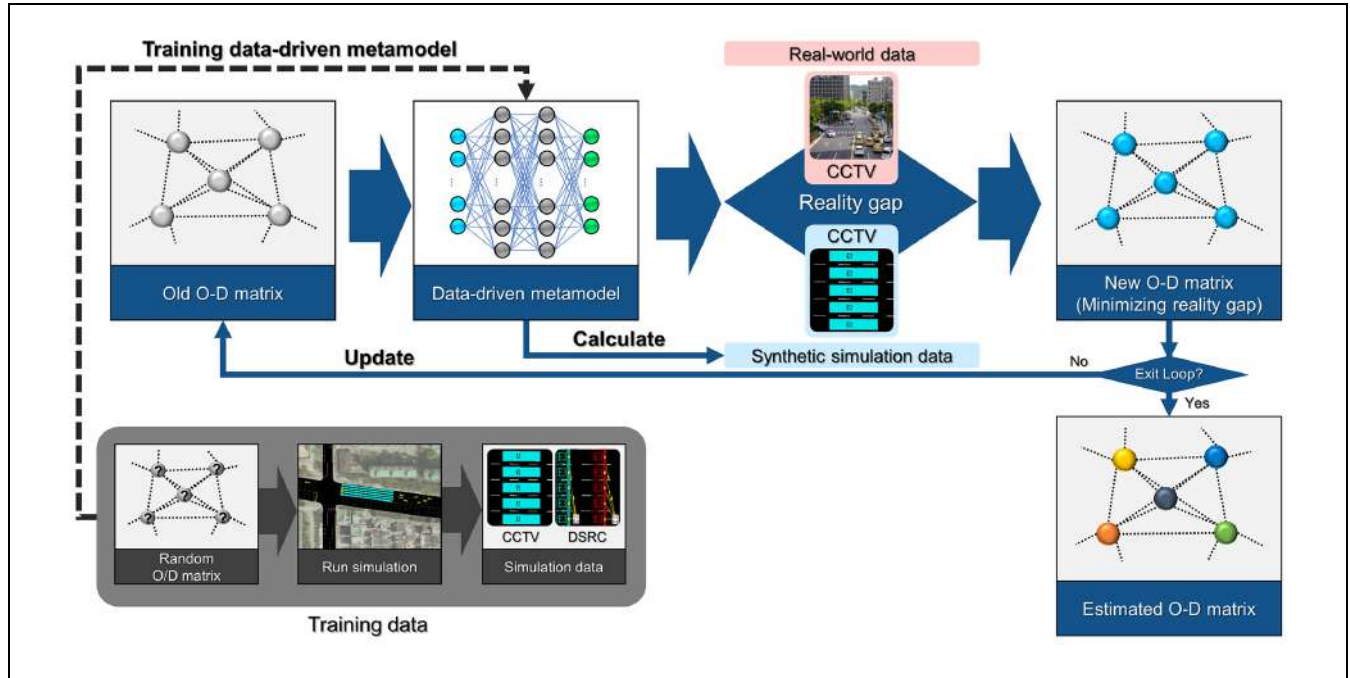 Training data-driven metamodel
Real-world data
CCTV
Reality gap
CCTV
Old O-D matrix
Data-driven metamodel
New O-D matrix
(Minimizing reality gap)
Calculate
Synthetic simulation data
Update
No
Exit Loop?
Yes
?
?
?
?
?
CCTV
DSRC
Random
O/D matrix
Run simulation
Simulation data
Training data
Estimated O-D matrix